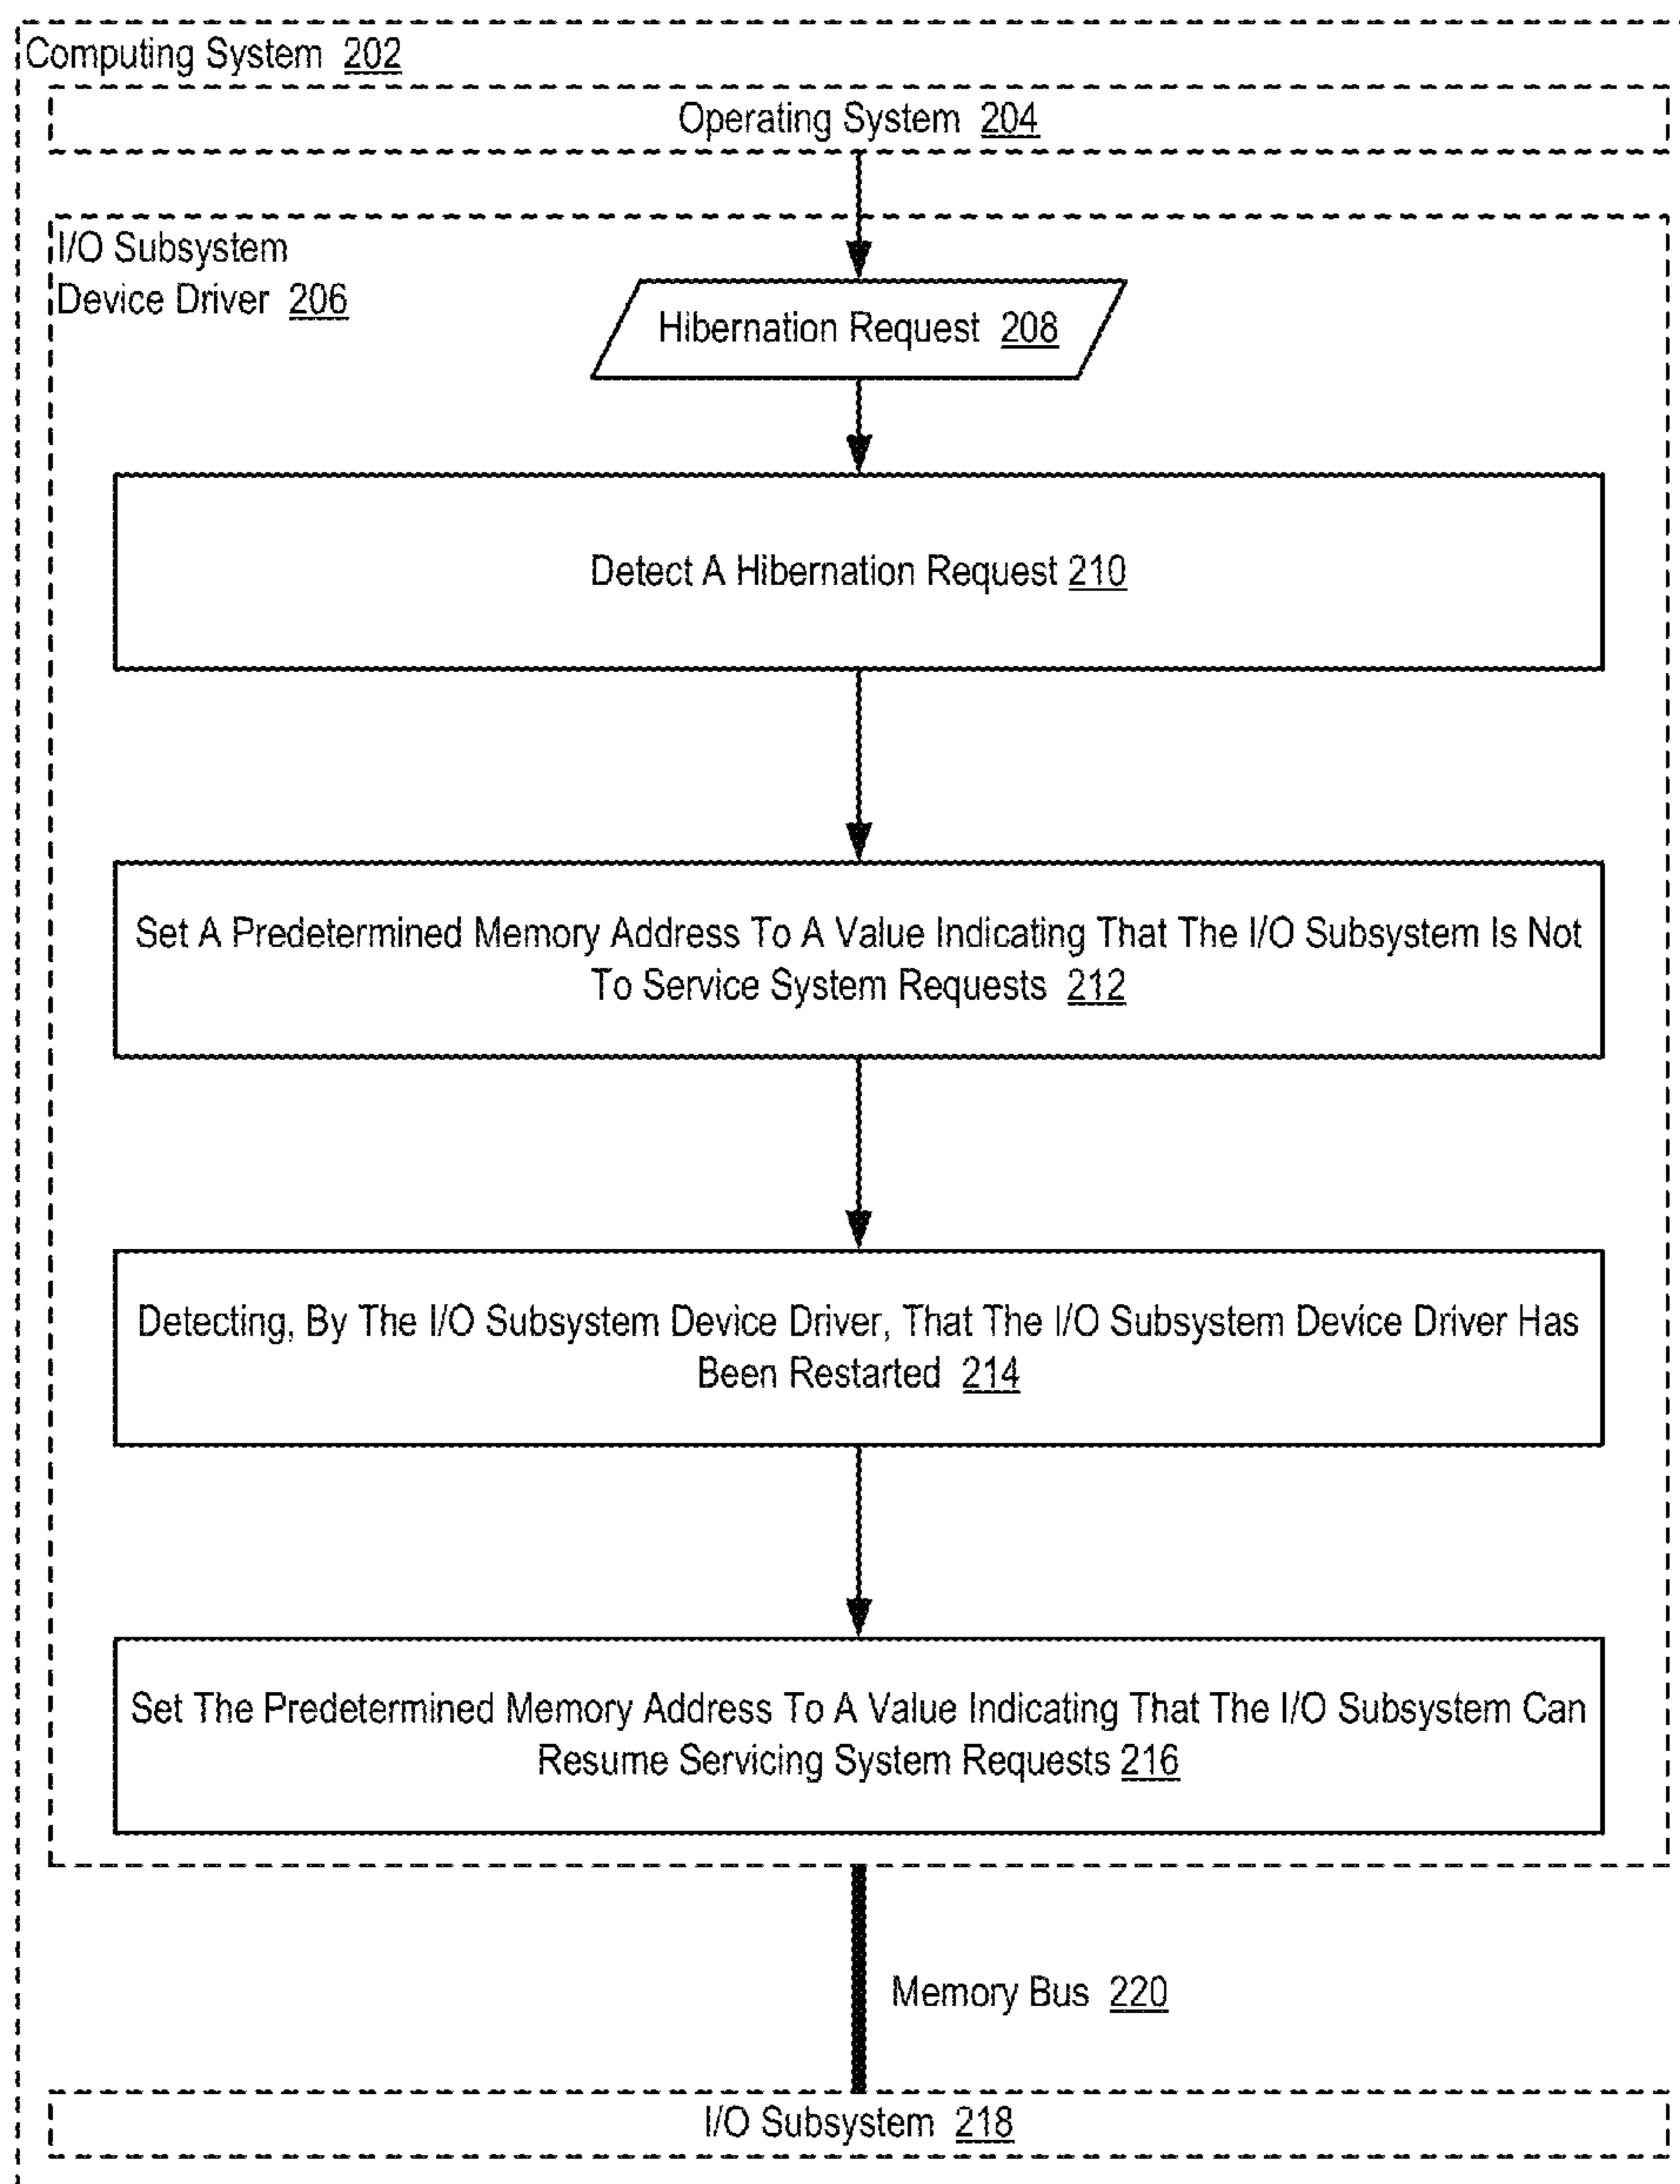 Computing System 202
Operating System 204
I/O Subsystem
Device Driver 206
Hibernation Request 208
Detect A Hibernation Request 210
Set A Predetermined Memory Address To A Value Indicating That The I/O Subsystem Is Not
To Service System Requests 212
Detecting, By The I/O Subsystem Device Driver, That The I/O Subsystem Device Driver Has
Been Restarted 214
Set The Predetermined Memory Address To A Value Indicating That The I/O Subsystem Can
Resume Servicing System Requests 216
Memory Bus 220
I/O Subsystem 218